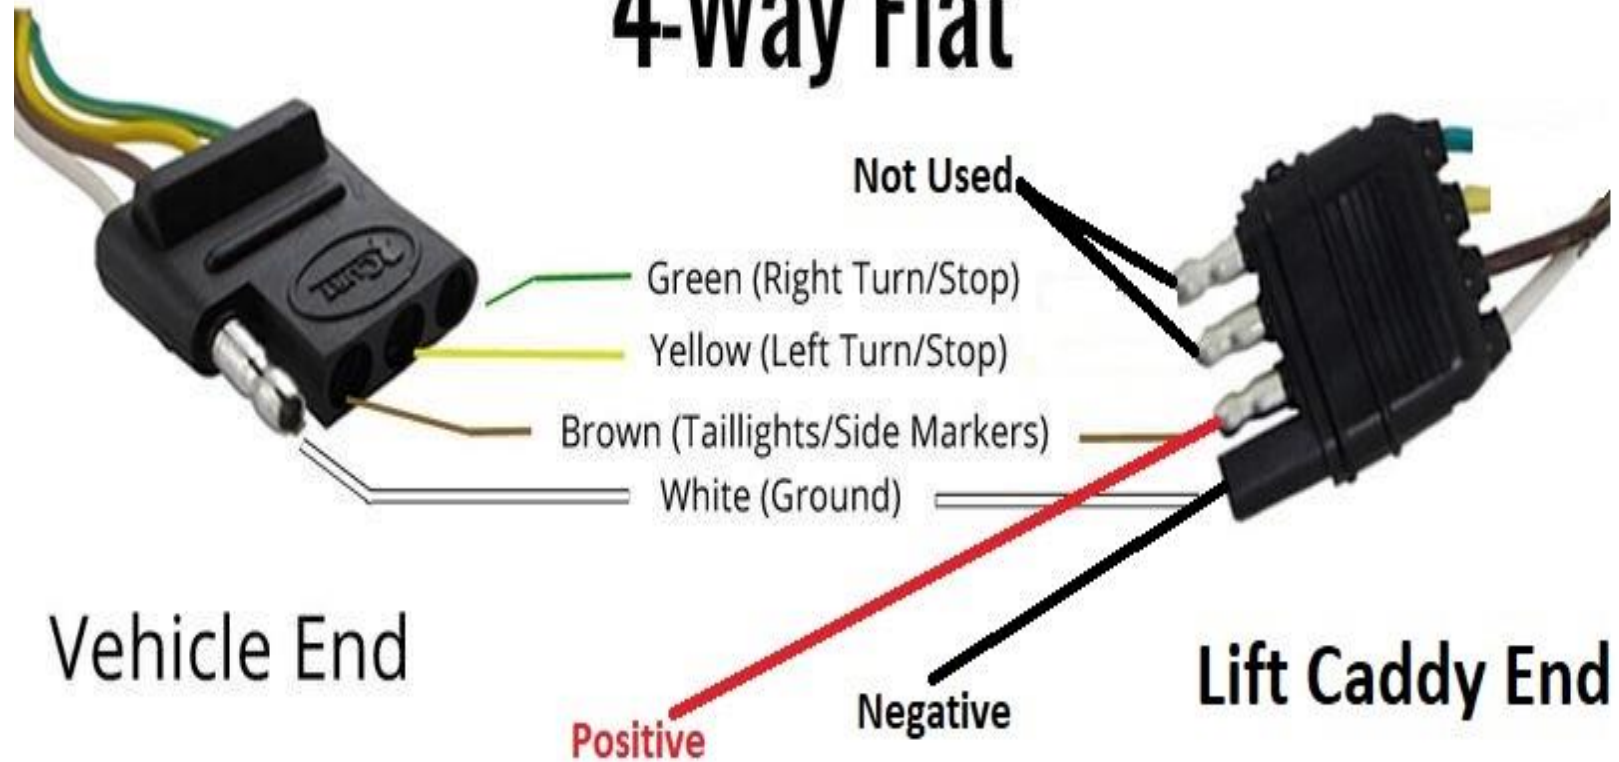 4-Way Flat
Not Used
Green (Right Turn/Stop)
Yellow (Left Turn/Stop)
Brown (Taillights/Side Markers)
White (Ground)
CURT
Vehicle End
Lift Caddy End
Negative
Positive